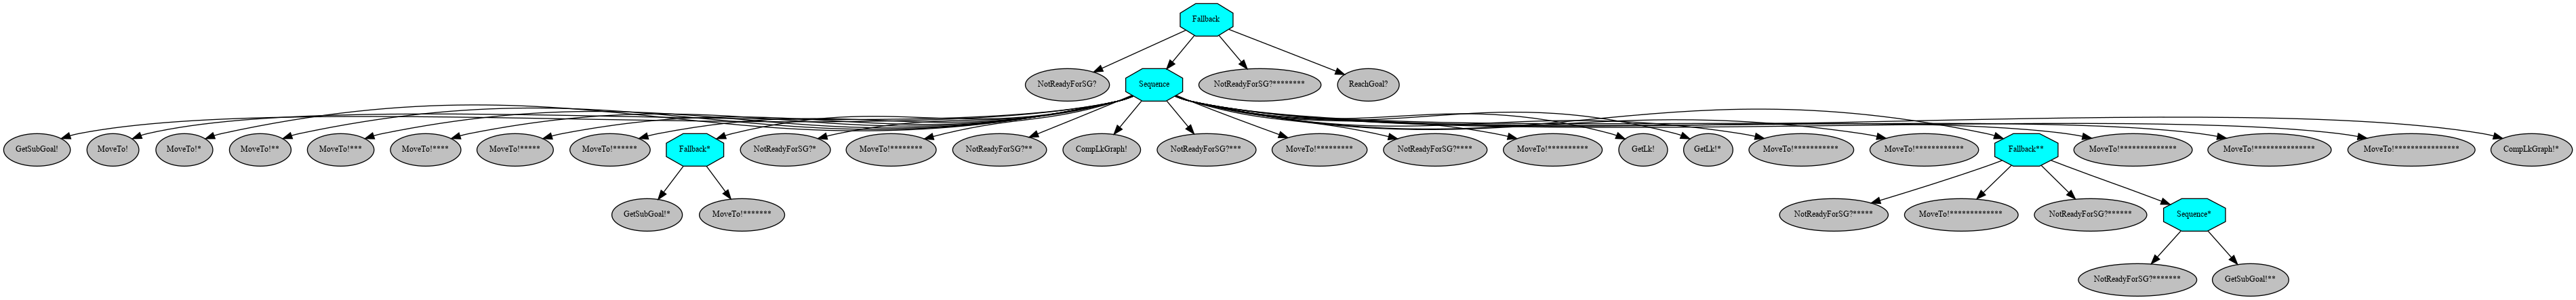 Fallback
NotReadyForSG?
Sequence
NotReadyForSG?********
ReachGoal?
GetSubGoal!
MoveTo!
MoveTo!*
MoveTo!**
MoveTo!***
MoveTo!****
MoveTo!*****
MoveTo!******
Fallback*
NotReadyForSG?*
MoveTo!********
NotReadyForSG?**
CompLkGraph!
NotReadyForSG?***
MoveTo!*********
NotReadyForSG?****
MoveTo!**********
GetLk!
GetLk!*
MoveTo!***********
MoveTo!************
Fallback**
MoveTo!**************
MoveTo!***************
MoveTo!****************
CompLkGraph!*
GetSubGoal!*
MoveTo!*******
NotReadyForSG?*****
MoveTo!*************
NotReadyForSG?******
Sequence*
NotReadyForSG?*******
GetSubGoal!**